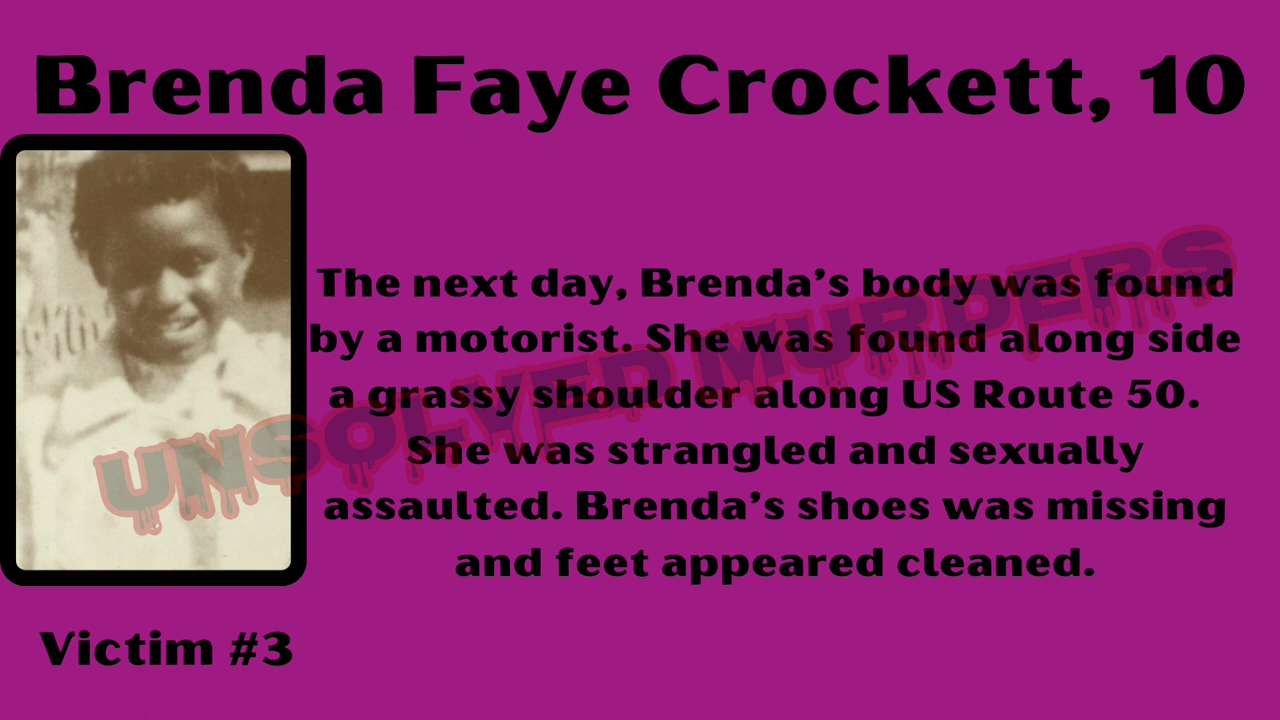 Brenda Faye Crockett, 10
The next day, Brenda's body was found
by a motorist. She was found along side
a grassy shoulder along US Route 50.
She was strangled and sexually
assaulted. Brenda's shoes was missing
and feet appeared cleaned.
UNSOLVED MURDERS
Victim #3